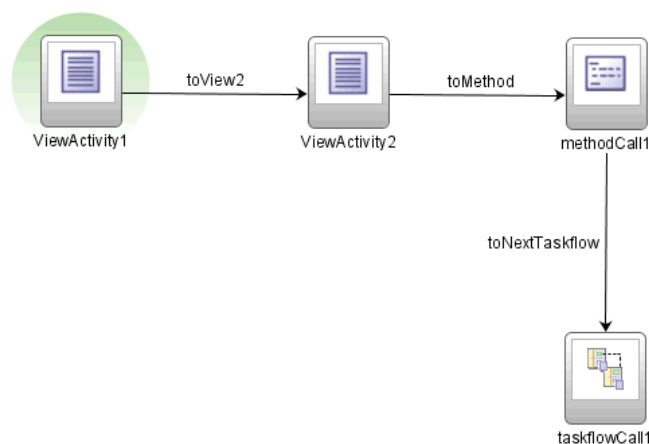 toView2
toMethod
ViewActivity1
ViewActivity2
methodCall1
toNextTaskflow
taskflowCall1